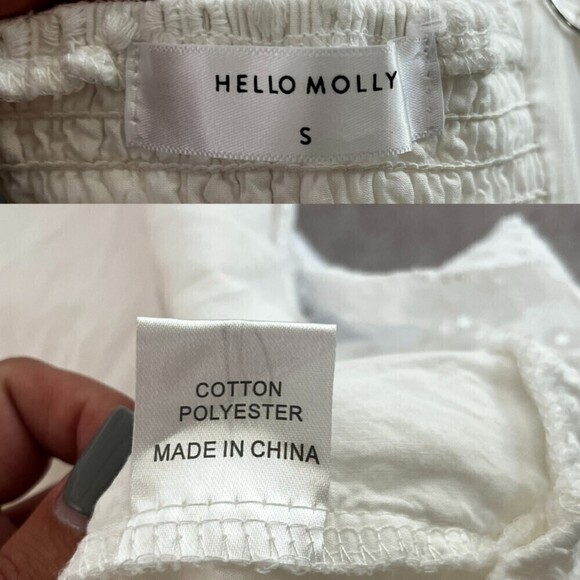 HELLO MOLLY
S
COTTON
POLYESTER
MADE IN CHINA